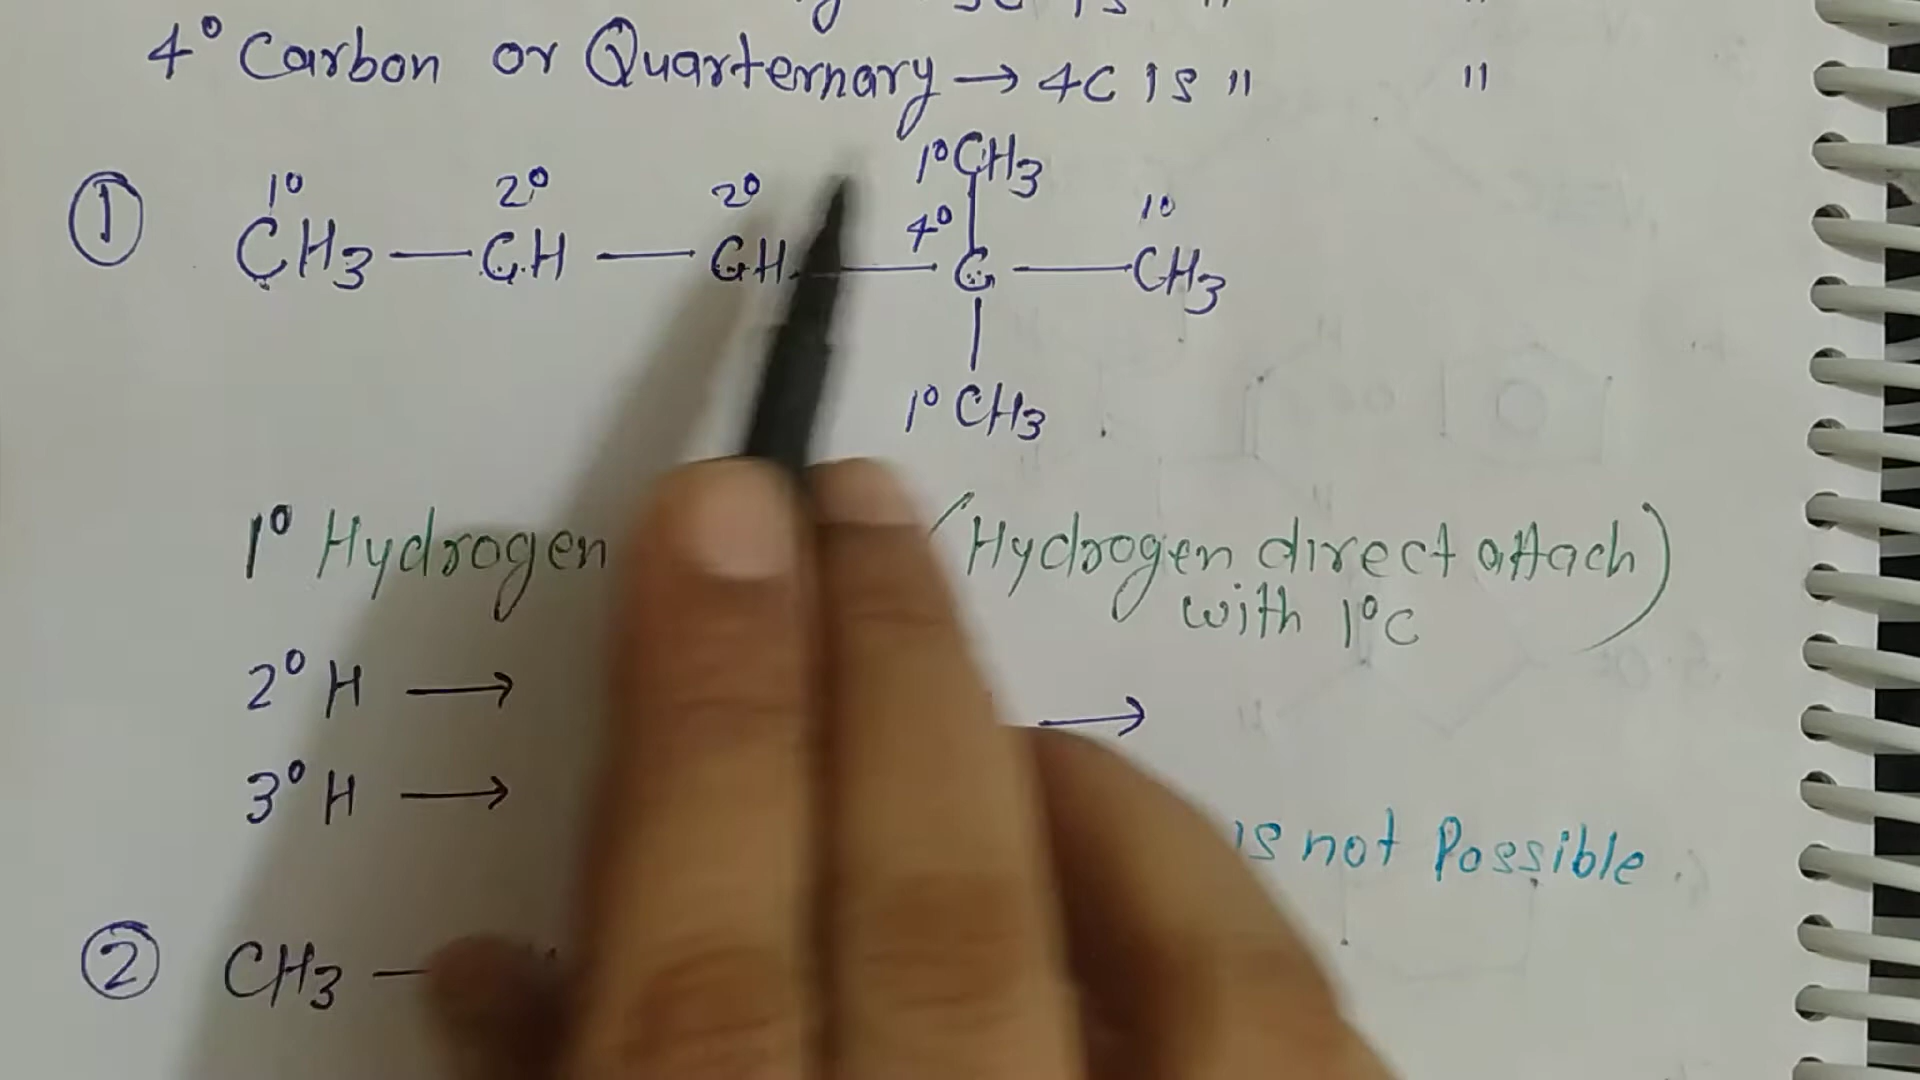 4° Carbon or Quarternary → 4C is " "
1° CH3
1° 2° 2° 4° 1°
① CH3 — CH — CH — C — CH3
1° CH3
1° Hydrogen (Hydrogen direct attach)
with 1°C
2° H → →
3° H →
is not Possible.
② CH3 —